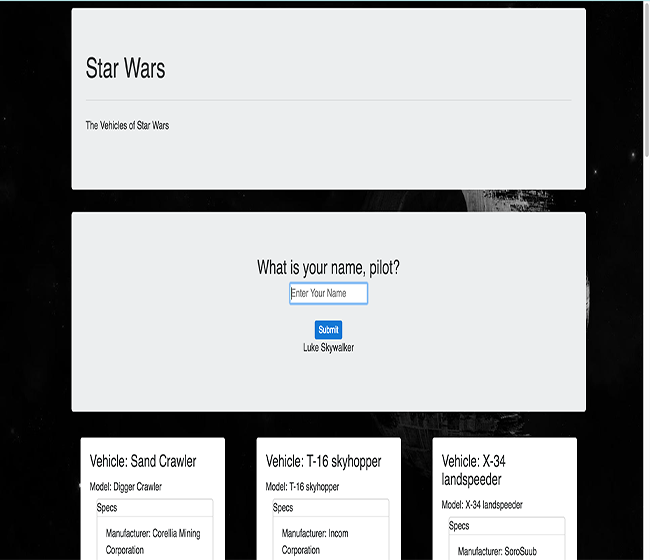 Star Wars
The Vehicles of Star Wars
What is your name, pilot?
Enter Your Name
Submit
Luke Skywalker
Vehicle: Sand Crawler
Model: Digger Crawler
Specs
Manufacturer: Corellia Mining
Corporation
Vehicle: T-16 skyhopper
Model: T-16 skyhopper
Specs
Manufacturer: Incom
Corporation
Vehicle: X-34
landspeeder
Model: X-34 landspeeder
Specs
Manufacturer: SoroSuub